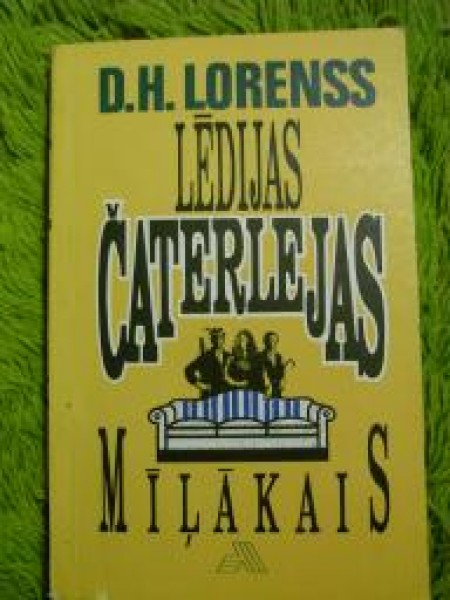 D.H. LORENSS
LĒDIJAS
ČATERLEJAS
MĪĻĀKAIS